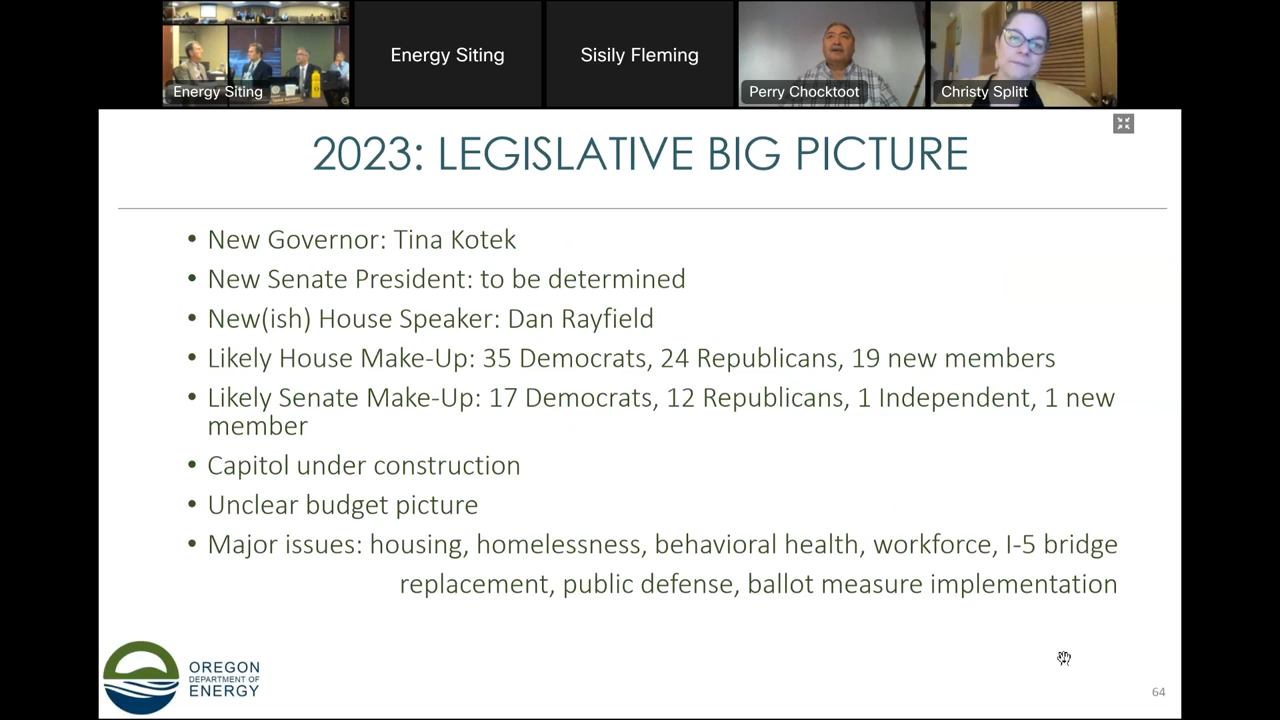 Energy Siting
Energy Siting
Sisily Fleming
Perry Chocktoot
Christy Splitt
2023: LEGISLATIVE BIG PICTURE
• New Governor: Tina Kotek
• New Senate President: to be determined
• New(ish) House Speaker: Dan Rayfield
• Likely House Make-Up: 35 Democrats, 24 Republicans, 19 new members
• Likely Senate Make-Up: 17 Democrats, 12 Republicans, 1 Independent, 1 new
member
• Capitol under construction
• Unclear budget picture
• Major issues: housing, homelessness, behavioral health, workforce, I-5 bridge
replacement, public defense, ballot measure implementation
OREGON
DEPARTMENT OF
ENERGY
64